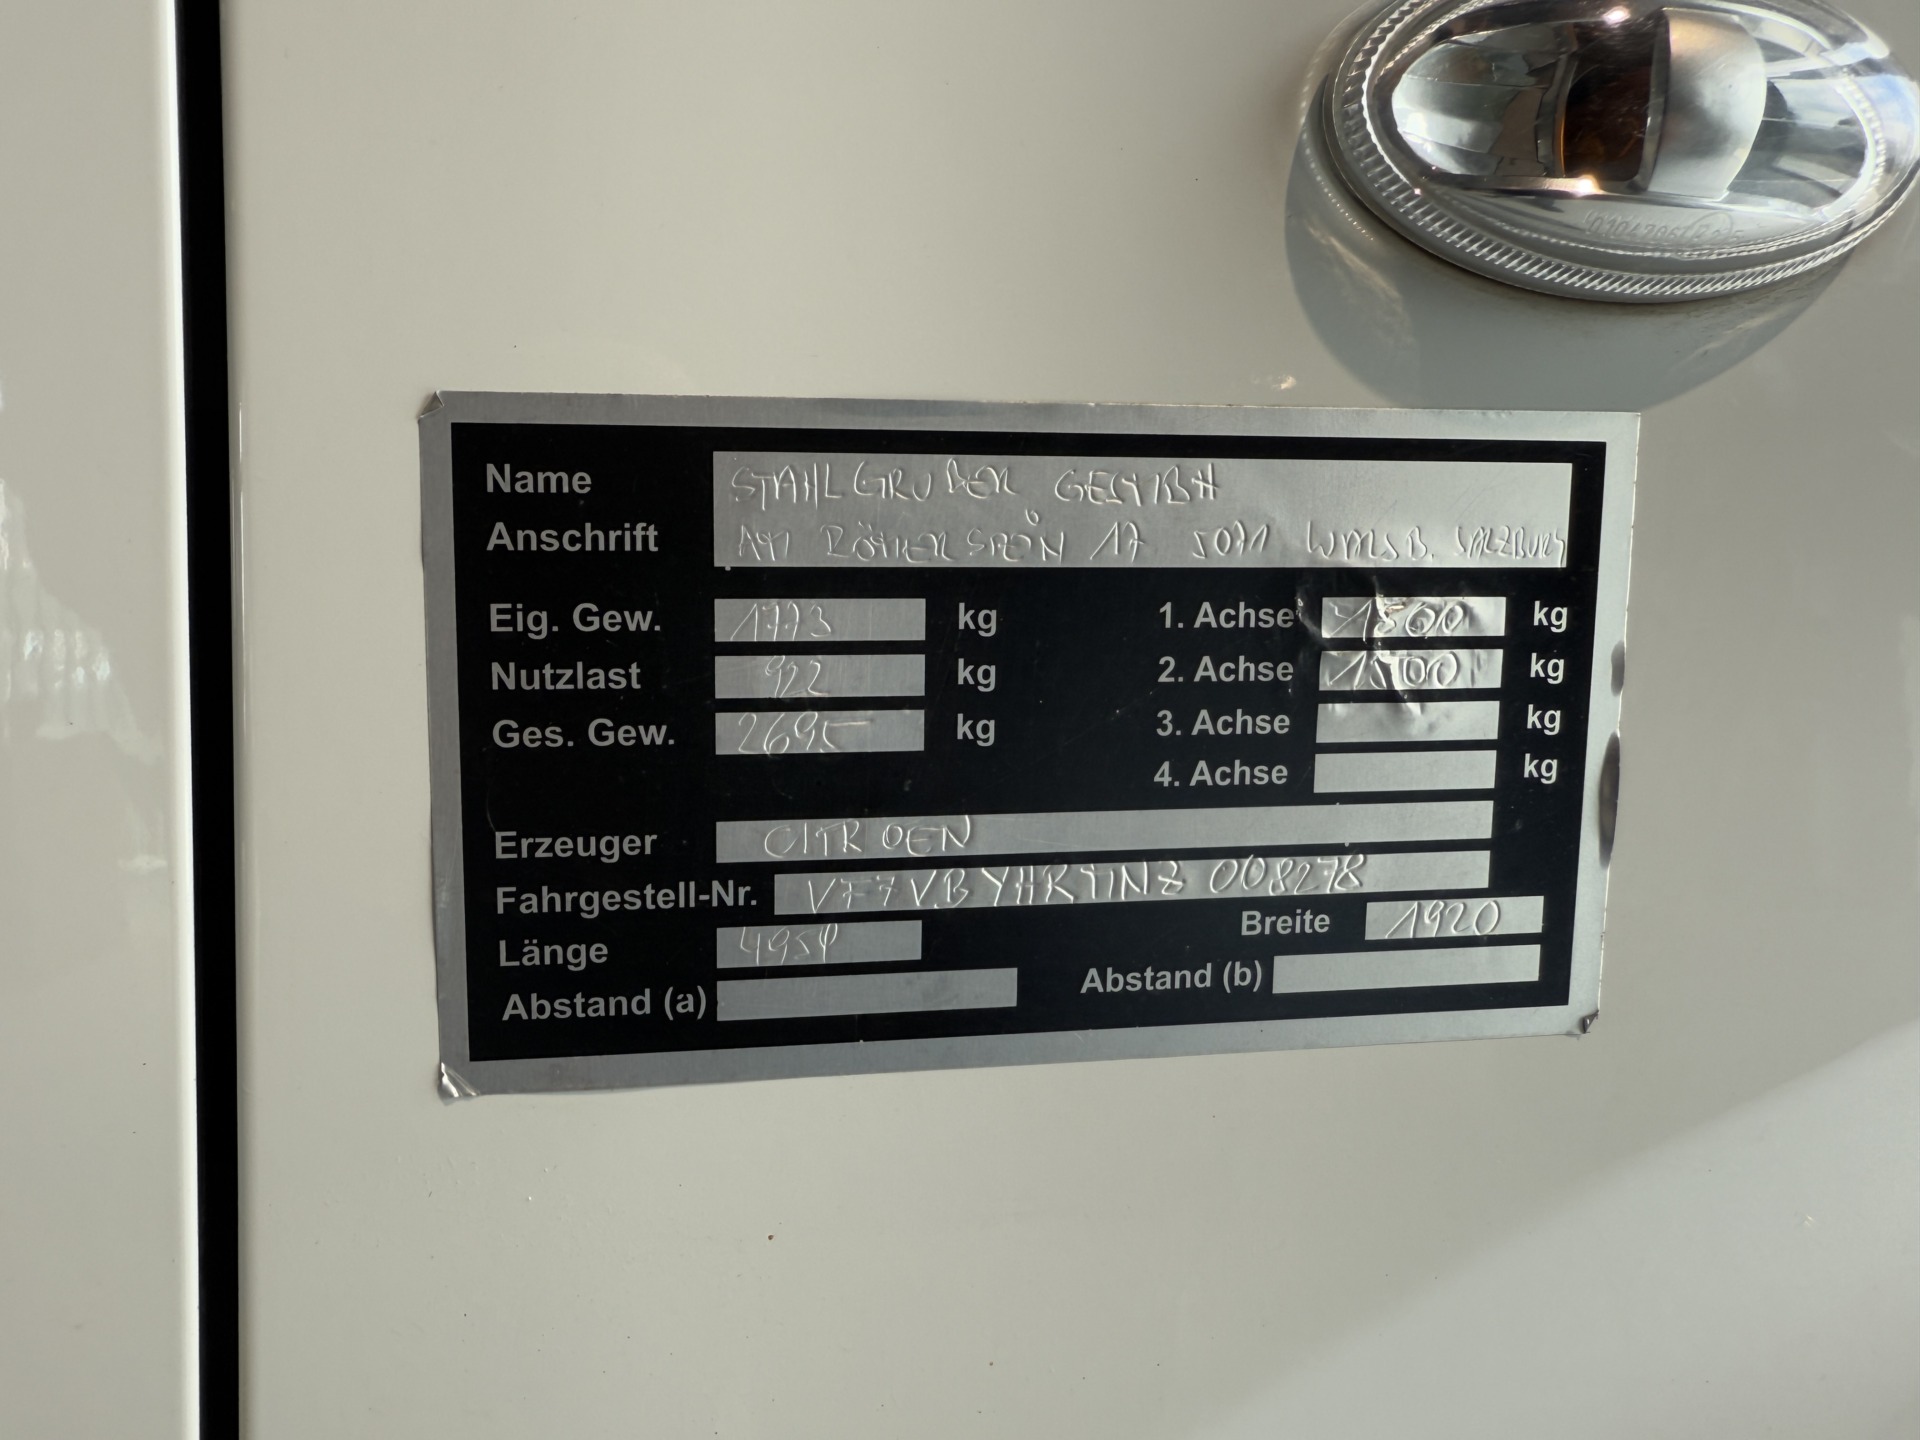 Name STAHLGRUBER GESMBH
Anschrift AM RÖMERSTEIN 17 5071 WALS B. SALZBURG
Eig. Gew. 1773 kg 1. Achse 1500 kg
Nutzlast 922 kg 2. Achse 1500 kg
Ges. Gew. 2695 kg 3. Achse kg
4. Achse kg
Erzeuger CITROEN
Fahrgestell-Nr.
Länge Breite 1920
Abstand (a) Abstand (b)